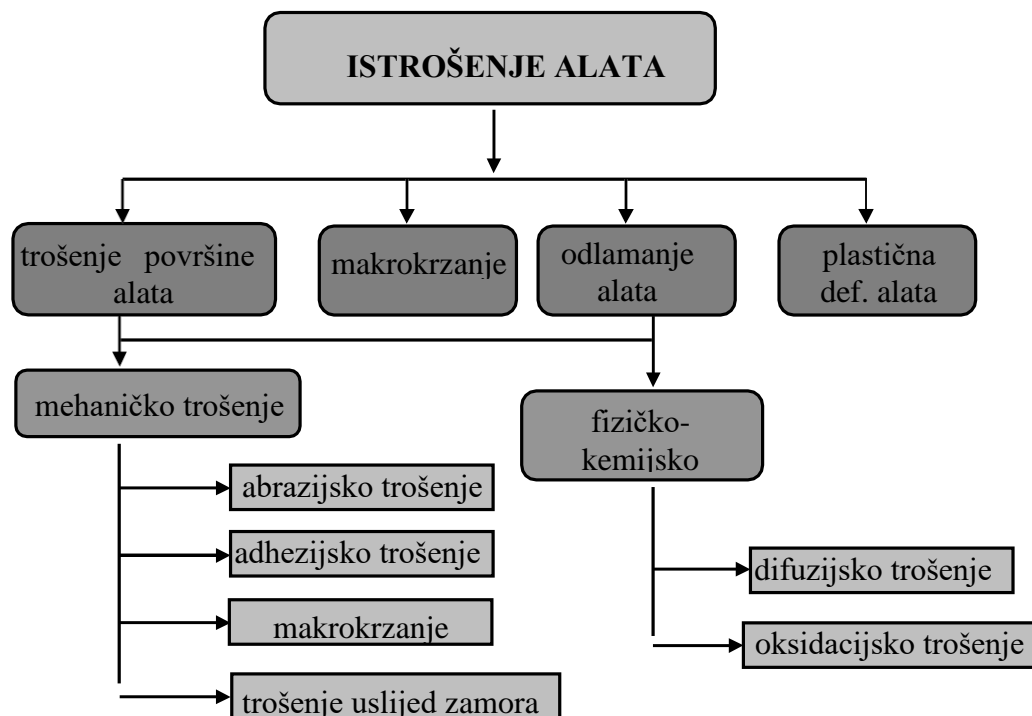 ISTROŠENJE ALATA
trošenje površine
alata
makrokrzanje
odlamanje
alata
plastična
def. alata
mehaničko trošenje
fizičko-
kemijsko
abrazijsko trošenje
adhezijsko trošenje
makrokrzanje
trošenje uslijed zamora
difuzijsko trošenje
oksidacijsko trošenje